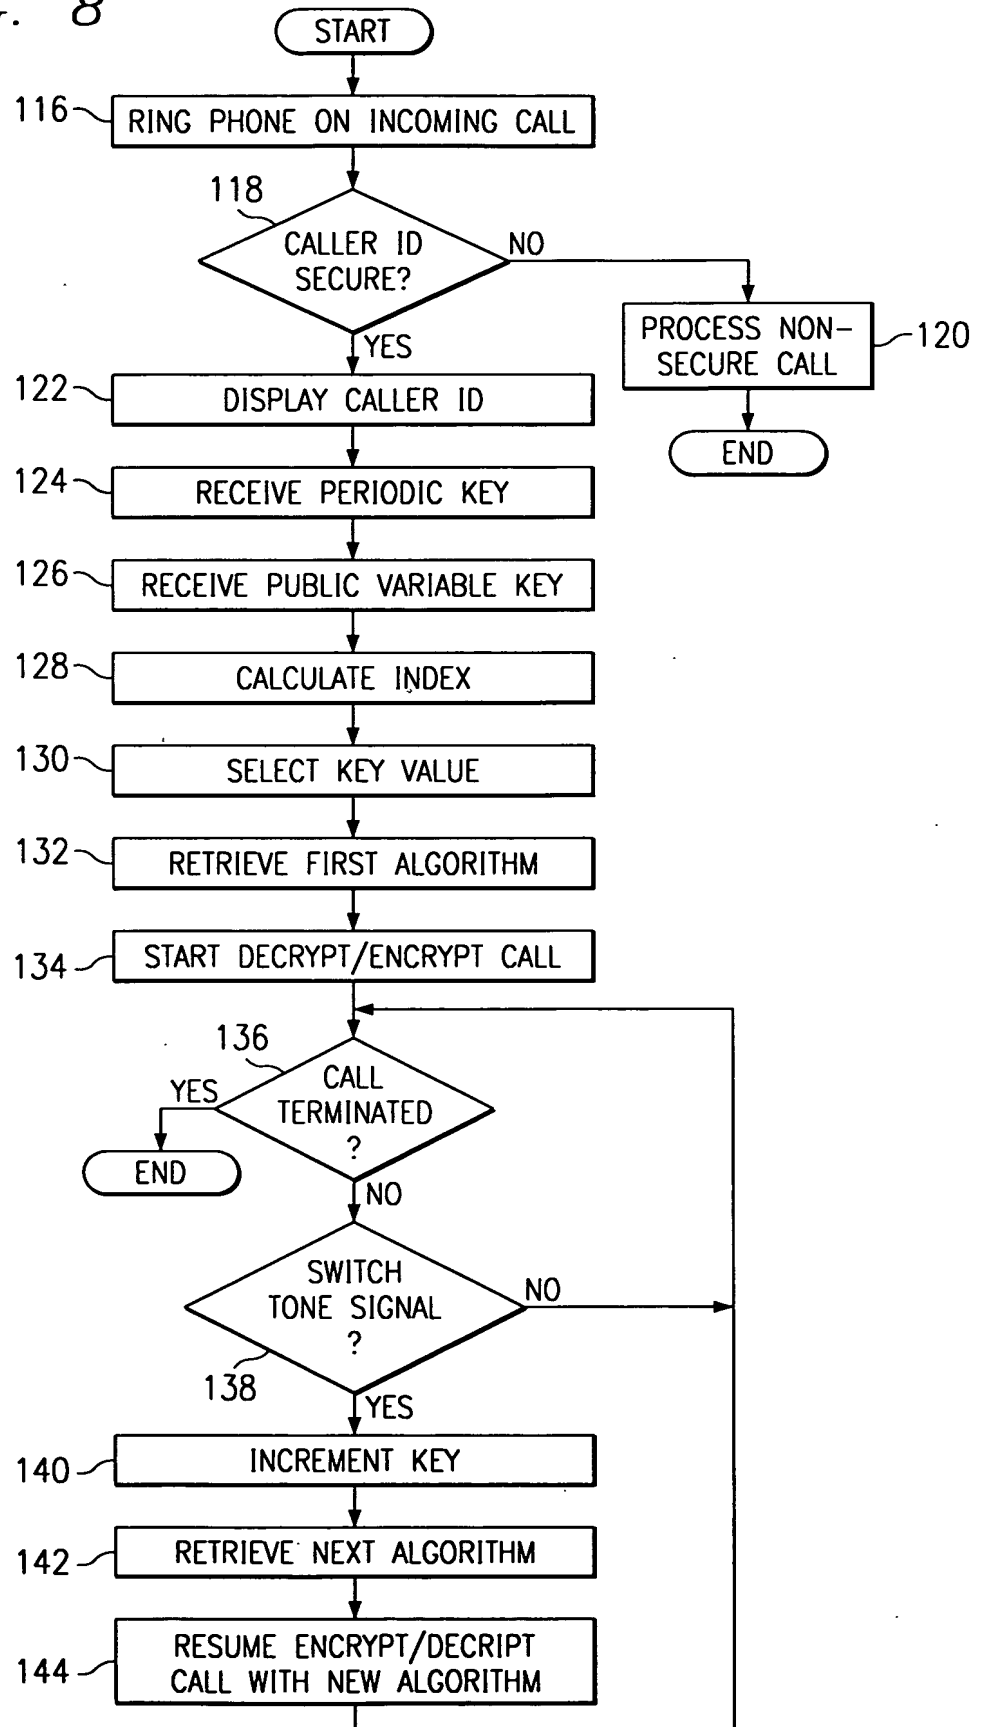 8
START
116
RING PHONE ON INCOMING CALL
118
CALLER ID
SECURE?
NO
PROCESS NON-
SECURE CALL
120
END
YES
122
DISPLAY CALLER ID
124
RECEIVE PERIODIC KEY
126
RECEIVE PUBLIC VARIABLE KEY
128
CALCULATE INDEX
130
SELECT KEY VALUE
132
RETRIEVE FIRST ALGORITHM
134
START DECRYPT/ENCRYPT CALL
136
CALL
TERMINATED
?
YES
END
NO
SWITCH
TONE SIGNAL
?
NO
138
YES
140
INCREMENT KEY
142
RETRIEVE NEXT ALGORITHM
144
RESUME ENCRYPT/DECRIPT
CALL WITH NEW ALGORITHM